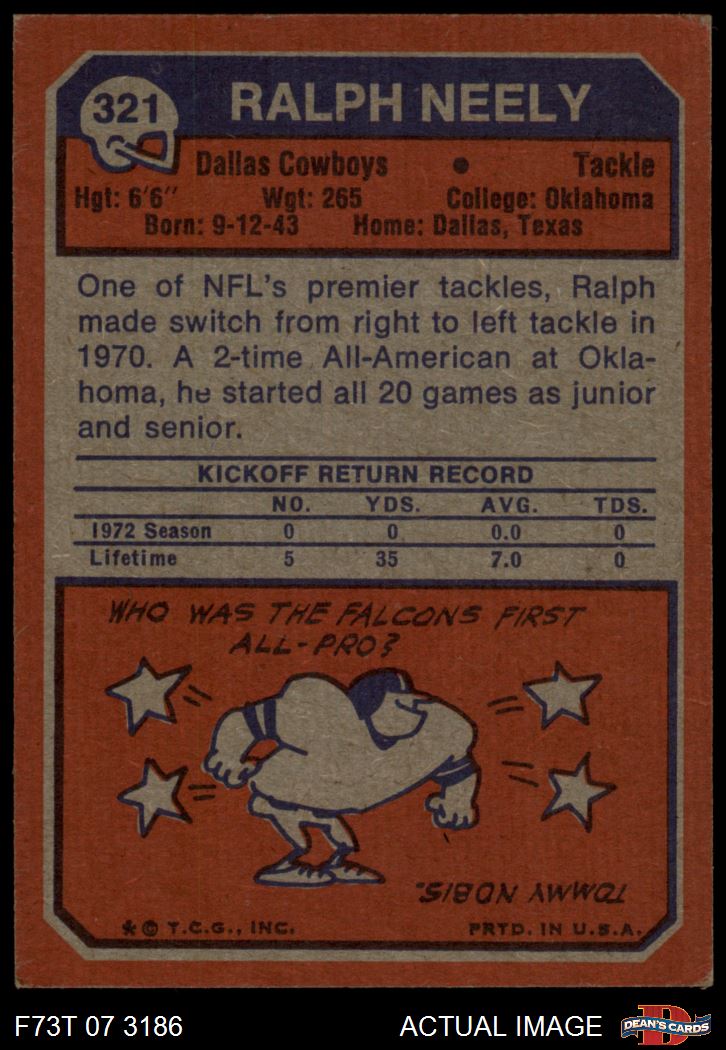 321
RALPH NEELY
Dallas Cowboys • Tackle
Hgt: 6'6" Wgt: 265 College: Oklahoma
Born: 9-12-43 Home: Dallas, Texas
One of NFL's premier tackles, Ralph
made switch from right to left tackle in
1970. A 2-time All-American at Okla-
homa, he started all 20 games as junior
and senior.
KICKOFF RETURN RECORD
NO. YDS. AVG. TDS.
1972 Season 0 0 0.0 0
Lifetime 5 35 7.0 0
WHO WAS THE FALCONS FIRST
ALL-PRO?
TOMMY NOBIS.
* © T.C.G., INC. PRTD. IN U.S.A.
F73T 07 3186 ACTUAL IMAGE
D
DEAN'S CARDS